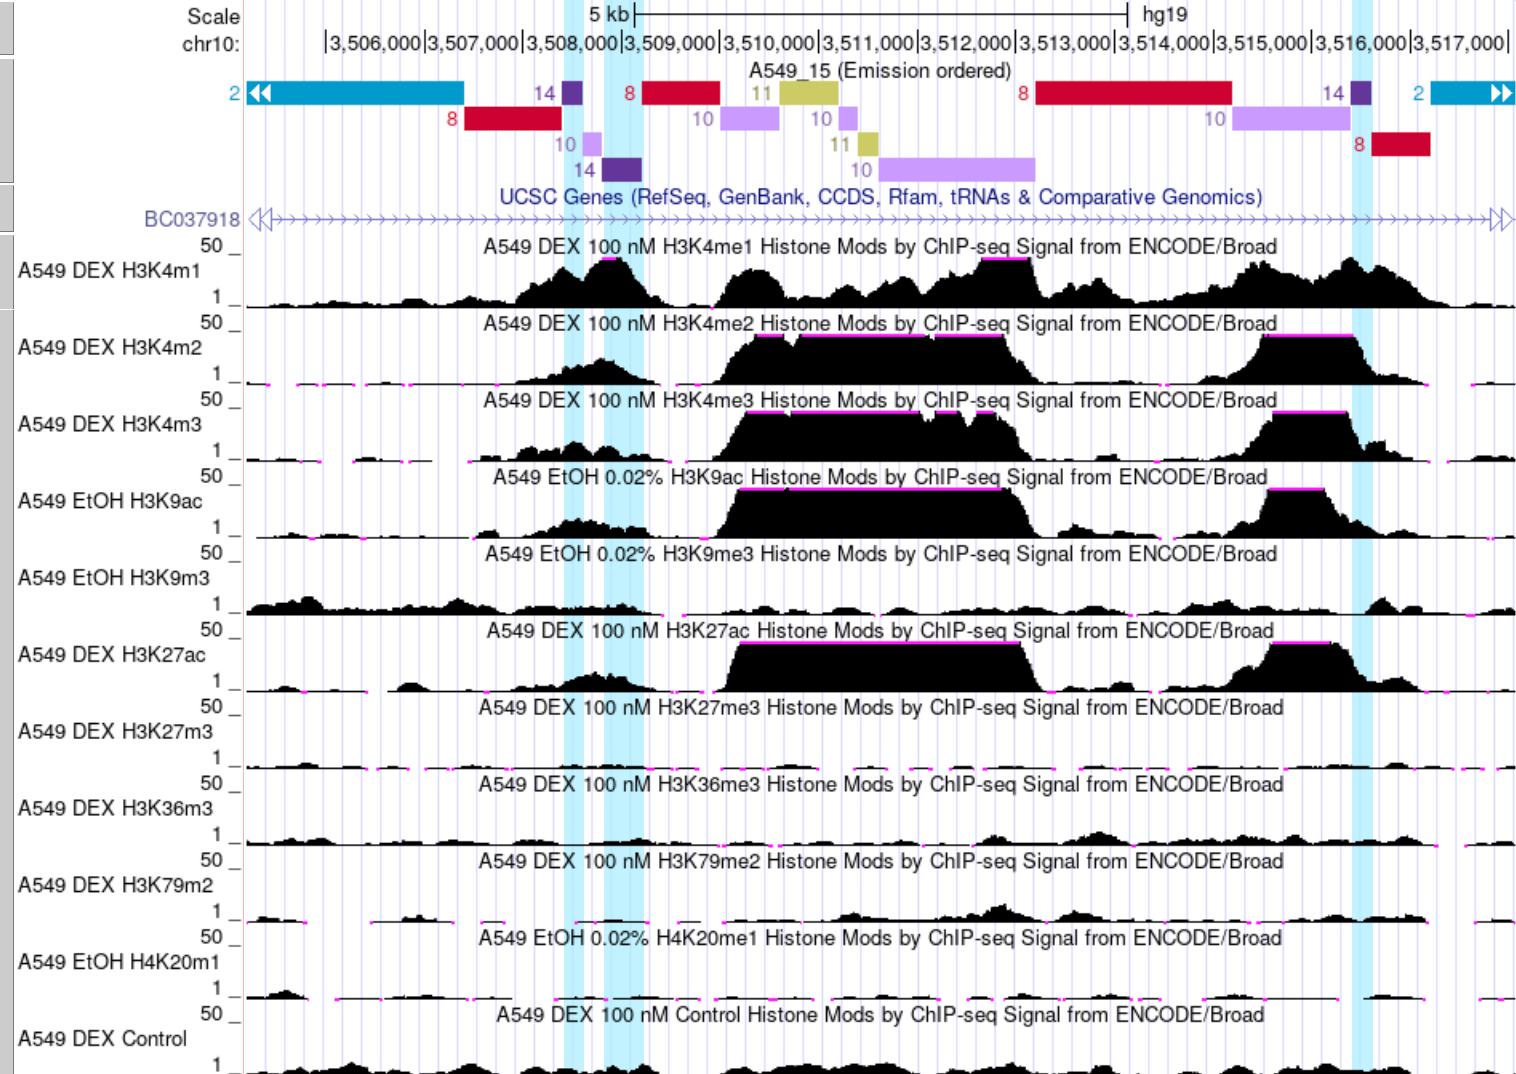 Scale 5 kb hg19
chr10: 3,506,000 3,507,000 3,508,000 3,509,000 3,510,000 3,511,000 3,512,000 3,513,000 3,514,000 3,515,000 3,516,000 3,517,000
A549_15 (Emission ordered)
2 14 8 11 8 14 2
8 10 10 10
10 11 8
14 10
UCSC Genes (RefSeq, GenBank, CCDS, Rfam, tRNAs & Comparative Genomics)
BC037918
A549 DEX 100 nM H3K4me1 Histone Mods by ChIP-seq Signal from ENCODE/Broad
50
A549 DEX H3K4m1
1
A549 DEX 100 nM H3K4me2 Histone Mods by ChIP-seq Signal from ENCODE/Broad
50
A549 DEX H3K4m2
1
A549 DEX 100 nM H3K4me3 Histone Mods by ChIP-seq Signal from ENCODE/Broad
50
A549 DEX H3K4m3
1
A549 EtOH 0.02% H3K9ac Histone Mods by ChIP-seq Signal from ENCODE/Broad
50
A549 EtOH H3K9ac
1
A549 EtOH 0.02% H3K9me3 Histone Mods by ChIP-seq Signal from ENCODE/Broad
50
A549 EtOH H3K9m3
1
A549 DEX 100 nM H3K27ac Histone Mods by ChIP-seq Signal from ENCODE/Broad
50
A549 DEX H3K27ac
1
A549 DEX 100 nM H3K27me3 Histone Mods by ChIP-seq Signal from ENCODE/Broad
50
A549 DEX H3K27m3
1
A549 DEX 100 nM H3K36me3 Histone Mods by ChIP-seq Signal from ENCODE/Broad
50
A549 DEX H3K36m3
1
A549 DEX 100 nM H3K79me2 Histone Mods by ChIP-seq Signal from ENCODE/Broad
50
A549 DEX H3K79m2
1
A549 EtOH 0.02% H4K20me1 Histone Mods by ChIP-seq Signal from ENCODE/Broad
50
A549 EtOH H4K20m1
1
A549 DEX 100 nM Control Histone Mods by ChIP-seq Signal from ENCODE/Broad
50
A549 DEX Control
1